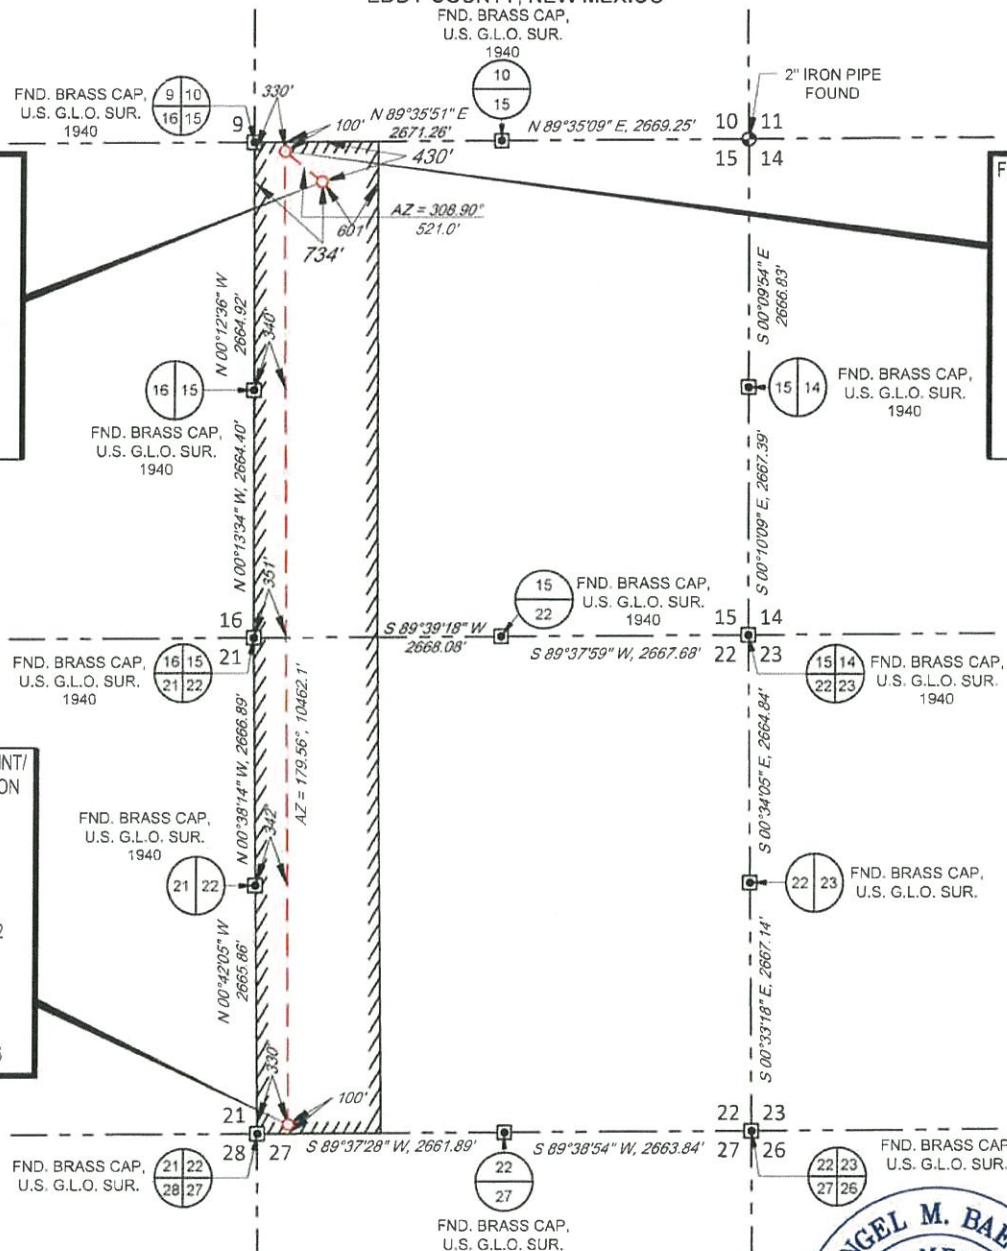 EDDY COUNTY, NEW MEXICO
FND. BRASS CAP,
U.S. G.L.O. SUR.
1940
10
15
2" IRON PIPE
FOUND
FND. BRASS CAP,
U.S. G.L.O. SUR.
1940
9 10
16 15
9
330'
100'
N 89°35'51" E
2671.26'
N 89°35'09" E, 2669.25'
10 11
15 14
430'
AZ = 308.90°
521.0'
601'
734'
N 00°12'36" W
2664.92'
340'
S 00°09'54" E
2666.83'
16 15
FND. BRASS CAP,
U.S. G.L.O. SUR.
1940
15 14
FND. BRASS CAP,
U.S. G.L.O. SUR.
1940
N 00°13'34" W, 2664.40'
351'
S 00°10'09" E, 2667.39'
15
22
FND. BRASS CAP,
U.S. G.L.O. SUR.
1940
16
21
S 89°39'18" W
2668.08'
S 89°37'59" W, 2667.68'
15 14
22 23
FND. BRASS CAP,
U.S. G.L.O. SUR.
1940
16 15
21 22
15 14
22 23
FND. BRASS CAP,
U.S. G.L.O. SUR.
1940
N 00°38'14" W, 2666.89'
AZ = 179.56°, 10462.1'
S 00°34'05" E, 2664.84'
342'
FND. BRASS CAP,
U.S. G.L.O. SUR.
1940
21 22
22 23
FND. BRASS CAP,
U.S. G.L.O. SUR.
N 00°42'05" W
2665.86'
S 00°33'18" E, 2667.14'
330'
100'
21
28 27
S 89°37'28" W, 2661.89'
S 89°38'54" W, 2663.84'
22 23
27 26
FND. BRASS CAP,
U.S. G.L.O. SUR.
21 22
28 27
22
27
FND. BRASS CAP,
U.S. G.L.O. SUR.
22 23
27 26
FND. BRASS CAP
U.S. G.L.O. SUR.
M.